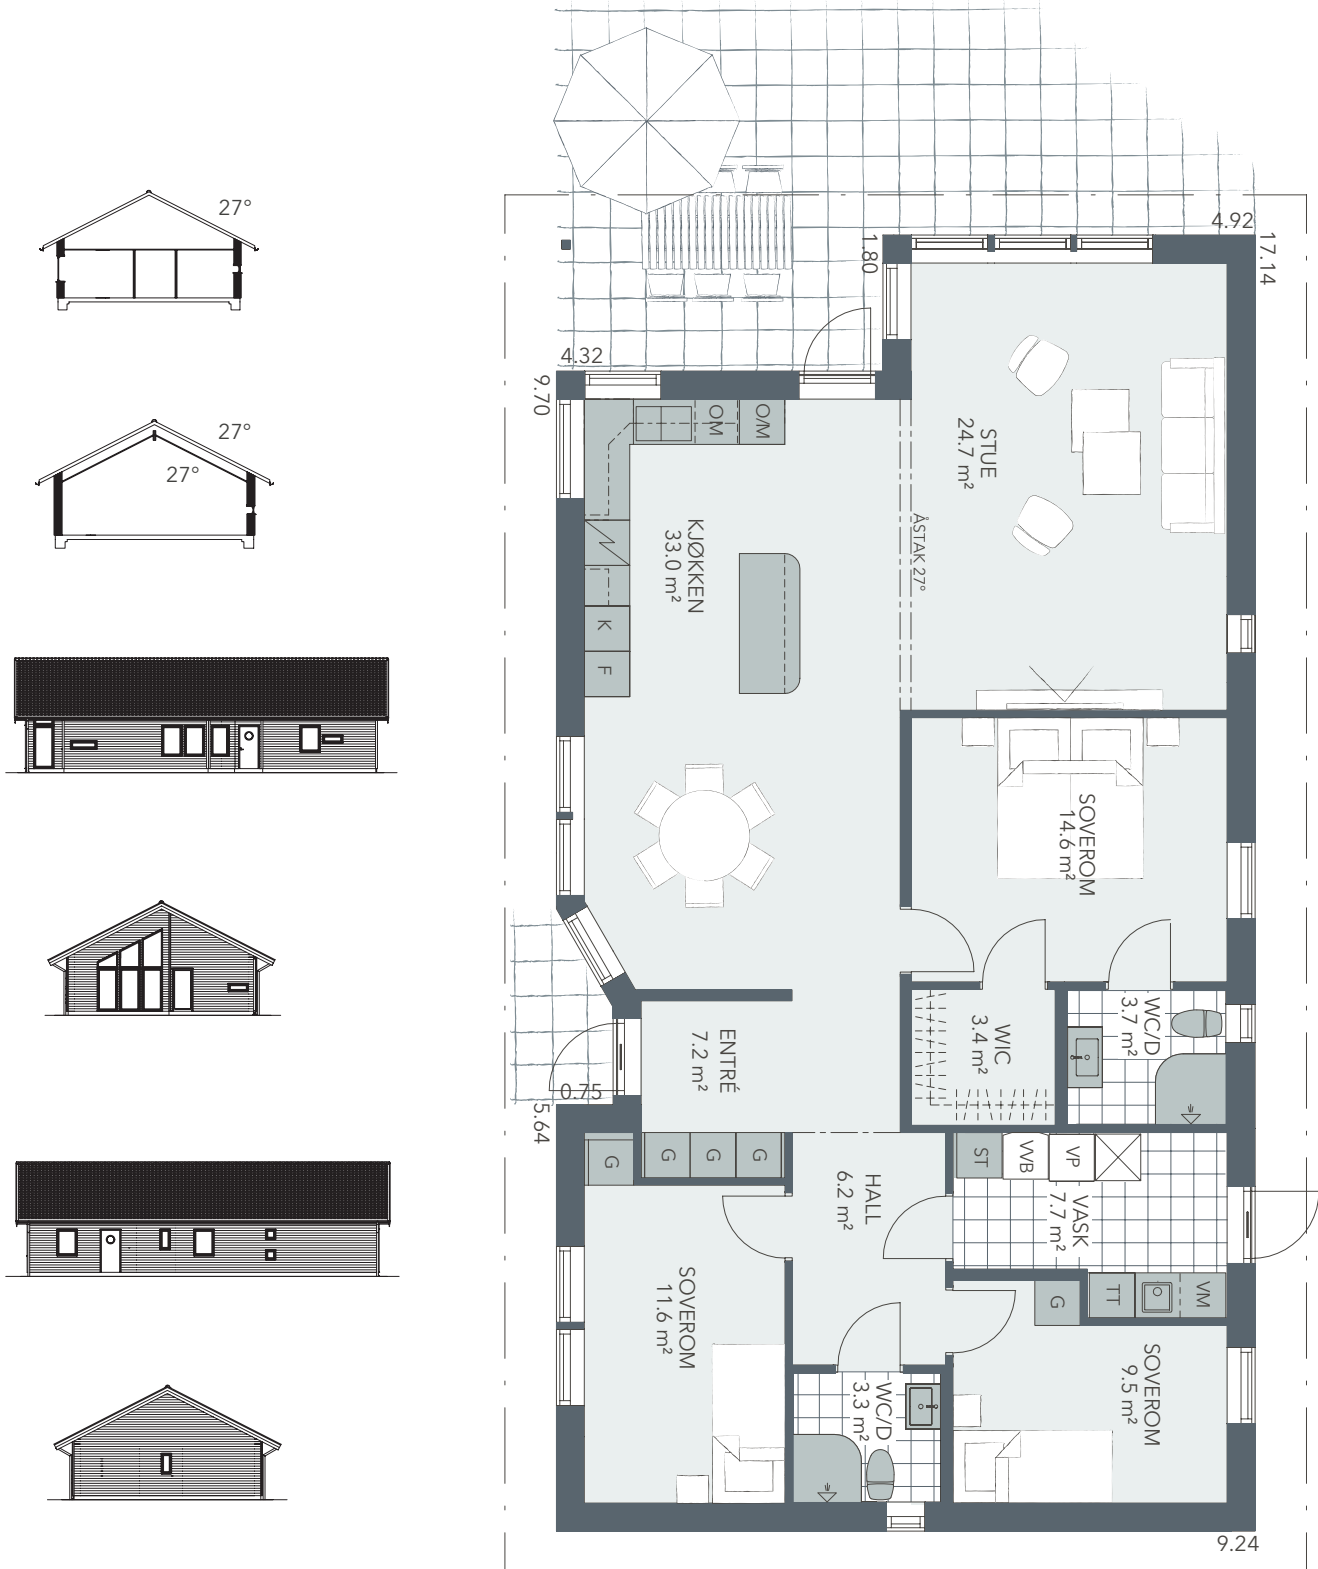 27°
27°
27°
4.92
17.14
1.80
4.32
9.70
OM
O/M
STUE
24.7 m²
ÅSTAK 27°
KJØKKEN
33.0 m²
K
F
SOVEROM
14.6 m²
WIC
3.4 m²
WC/D
3.7 m²
ENTRÉ
7.2 m²
0.75
5.64
G
G
G
G
HALL
6.2 m²
ST
VVB
VP
VASK
7.7 m²
TT
VM
G
SOVEROM
11.6 m²
WC/D
3.3 m²
SOVEROM
9.5 m²
9.24